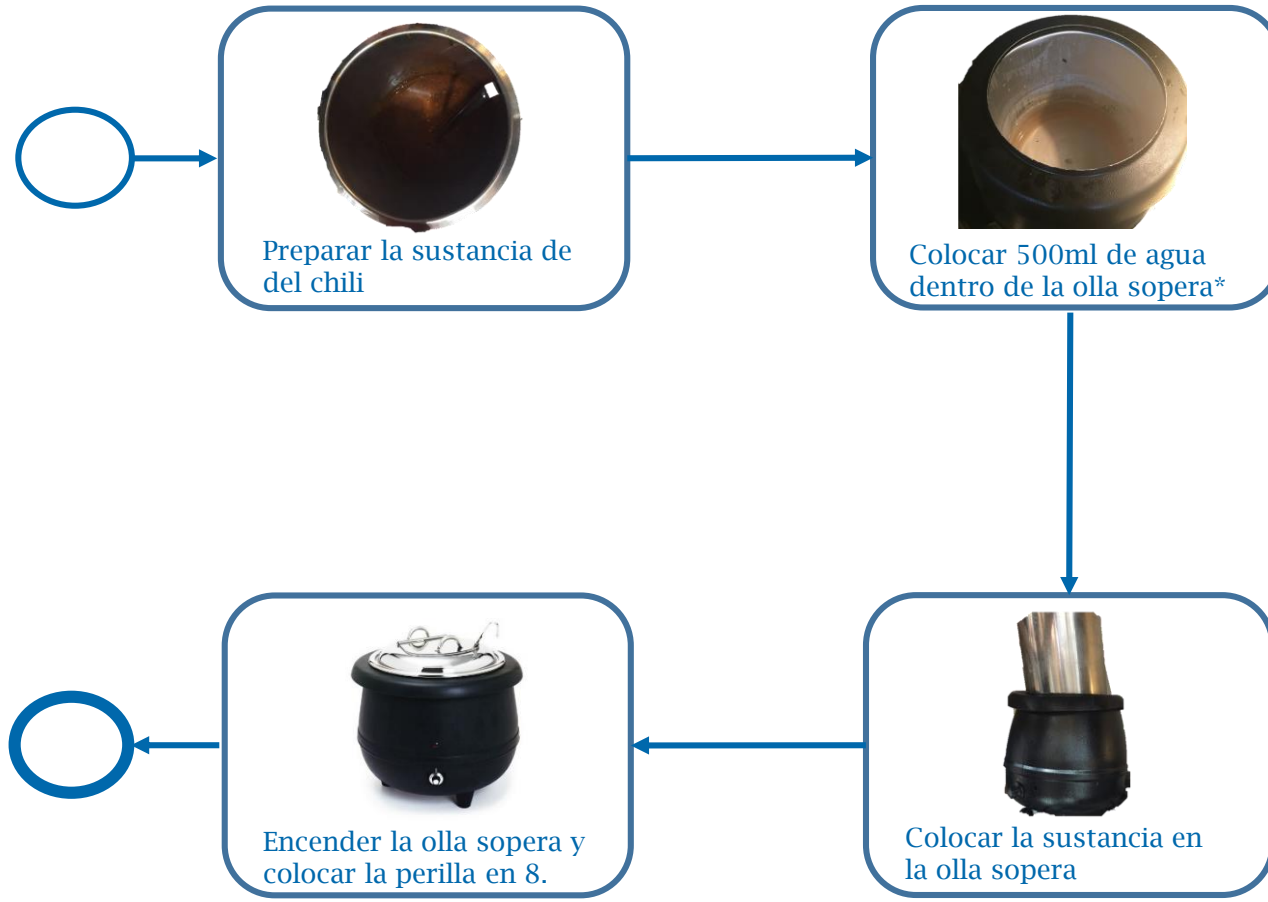 Preparar la sustancia de
del chili
Colocar 500ml de agua
dentro de la olla sopera*
Colocar la sustancia en
la olla sopera
Encender la olla sopera y
colocar la perilla en 8.